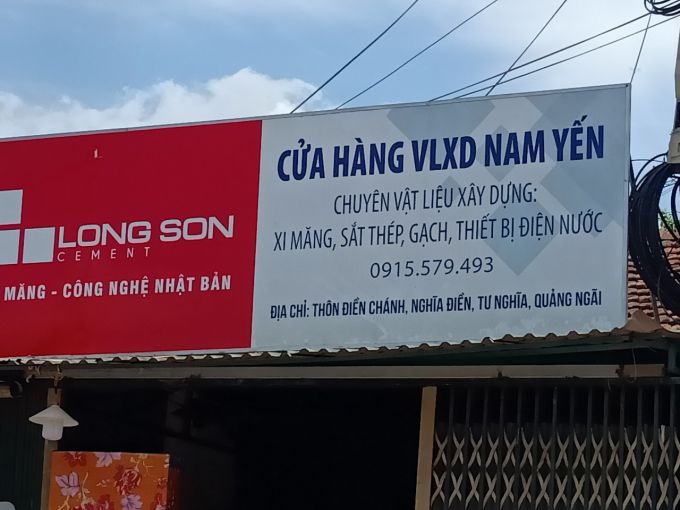 LONG SON
CEMENT
MĂNG - CÔNG NGHỆ NHẬT BẢN
CỬA HÀNG VLXD NAM YẾN
CHUYÊN VẬT LIỆU XÂY DỰNG:
XI MĂNG, SẮT THÉP, GẠCH, THIẾT BỊ ĐIỆN NƯỚC
0915.579.493
ĐỊA CHỈ: THÔN ĐIỀN CHÁNH, NGHĨA ĐIỀN, TƯ NGHĨA, QUẢNG NGÃI